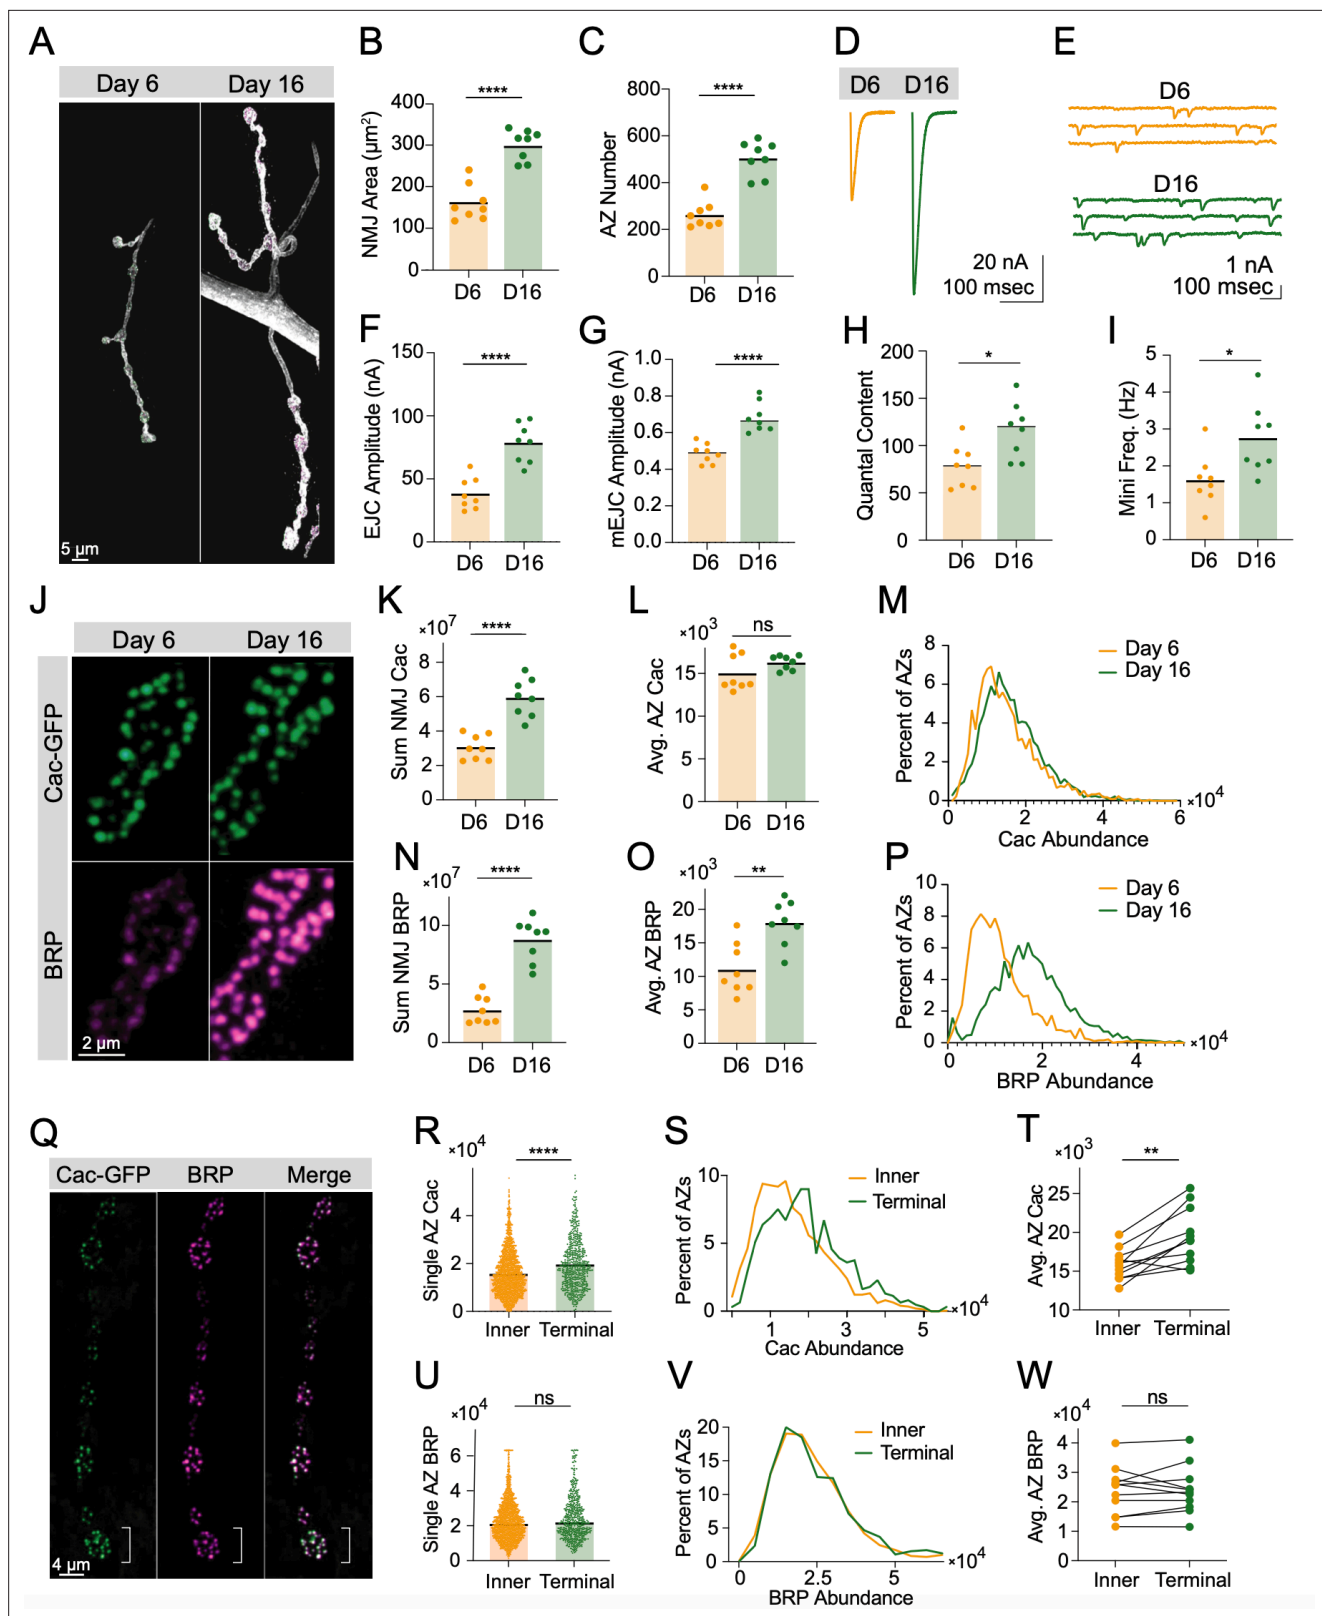 A
Day 6
Day 16
5 µm
B
****
NMJ Area (µm²)
400
300
200
100
0
D6
D16
C
****
AZ Number
800
600
400
200
0
D6
D16
D
D6
D16
20 nA
100 msec
E
D6
D16
1 nA
100 msec
F
****
EJC Amplitude (nA)
150
100
50
0
D6
D16
G
****
mEJC Amplitude (nA)
1.0
0.8
0.6
0.4
0.2
0.0
D6
D16
H
*
Quantal Content
200
150
100
50
0
D6
D16
I
*
Mini Freq. (Hz)
5
4
3
2
1
0
D6
D16
J
Day 6
Day 16
Cac-GFP
BRP
2 µm
K
×10⁷
****
Sum NMJ Cac
8
6
4
2
0
D6
D16
L
×10³
ns
Avg. AZ Cac
15
10
5
0
D6
D16
M
Percent of AZs
8
6
4
2
0
Day 6
Day 16
0
2
4
6
×10⁴
Cac Abundance
N
×10⁷
****
Sum NMJ BRP
10
5
0
D6
D16
O
×10³
**
Avg. AZ BRP
20
15
10
5
0
D6
D16
P
Percent of AZs
10
8
6
4
2
0
Day 6
Day 16
0
2
4
×10⁴
BRP Abundance
Q
Cac-GFP
BRP
Merge
4 µm
R
×10⁴
****
Single AZ Cac
4
2
0
Inner
Terminal
S
Percent of AZs
10
5
0
Inner
Terminal
1
3
5
×10⁴
Cac Abundance
T
×10³
**
Avg. AZ Cac
25
20
15
10
Inner
Terminal
U
×10⁴
ns
Single AZ BRP
6
4
2
0
Inner
Terminal
V
Percent of AZs
20
15
10
5
0
Inner
Terminal
0
2.5
5
×10⁴
BRP Abundance
W
×10⁴
ns
Avg. AZ BRP
4
3
2
1
0
Inner
Terminal